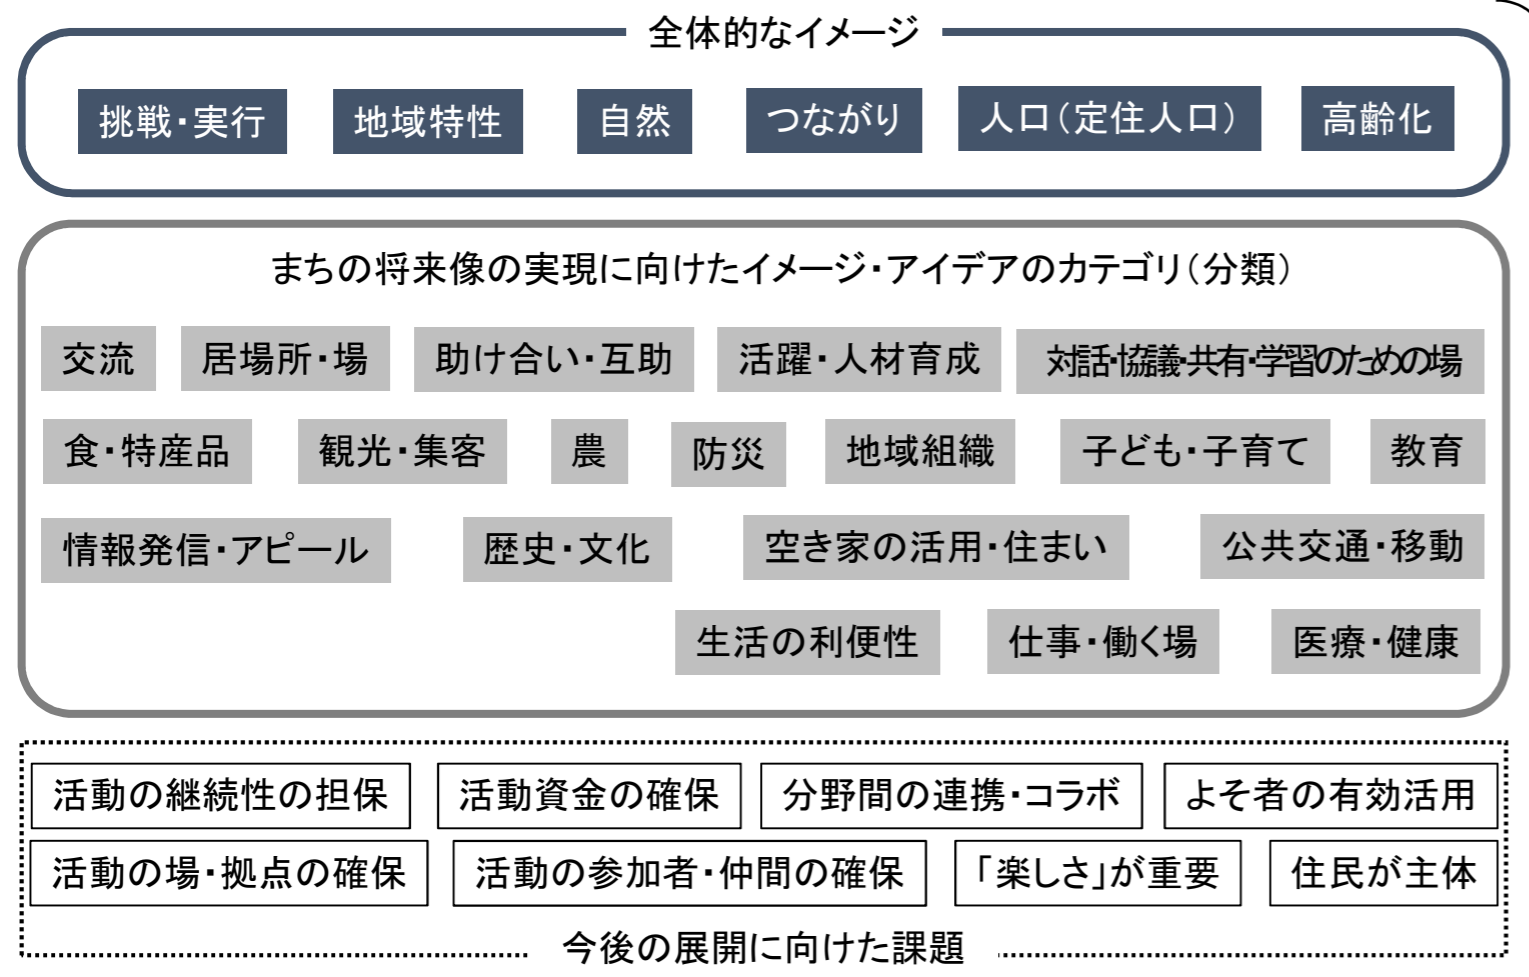 全体的なイメージ
挑戦・実行 地域特性 自然 つながり 人口(定住人口) 高齢化
まちの将来像の実現に向けたイメージ・アイデアのカテゴリ(分類)
交流 居場所・場 助け合い・互助 活躍・人材育成 対話・協議・共有・学習のための場
食・特産品 観光・集客 農 防災 地域組織 子ども・子育て 教育
情報発信・アピール 歴史・文化 空き家の活用・住まい 公共交通・移動
生活の利便性 仕事・働く場 医療・健康
活動の継続性の担保 活動資金の確保 分野間の連携・コラボ よそ者の有効活用
活動の場・拠点の確保 活動の参加者・仲間の確保 「楽しさ」が重要 住民が主体
今後の展開に向けた課題